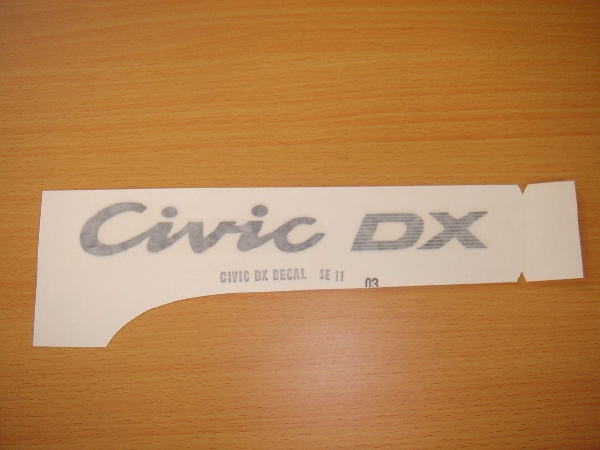 Civic DX
CIVIC DX DECAL SE 11 03